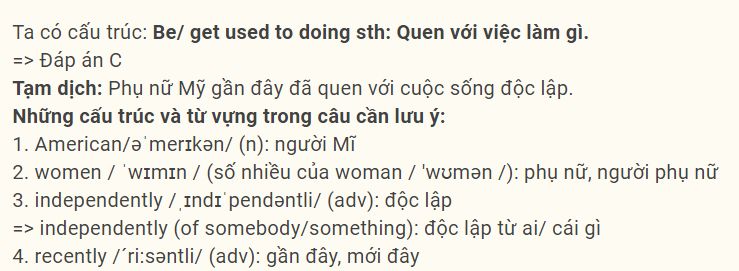 Ta có cấu trúc: Be/ get used to doing sth: Quen với việc làm gì.
=> Đáp án C
Tạm dịch: Phụ nữ Mỹ gần đây đã quen với cuộc sống độc lập.
Những cấu trúc và từ vựng trong câu cần lưu ý:
1. American/əˈmerɪkən/ (n): người Mĩ
2. women / ˈwɪmɪn / (số nhiều của woman / 'wʊmən /): phụ nữ, người phụ nữ
3. independently /ˌɪndɪˈpendəntli/ (adv): độc lập
=> independently (of somebody/something): độc lập từ ai/ cái gì
4. recently /´ri:səntli/ (adv): gần đây, mới đây